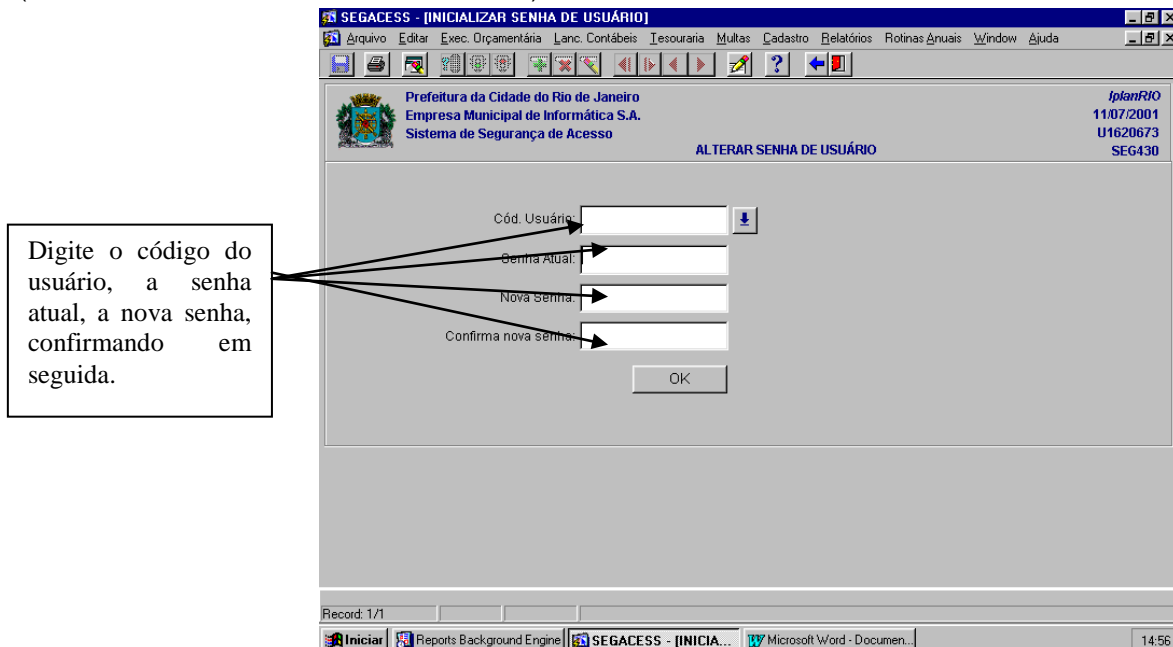 SEGACESS - [INICIALIZAR SENHA DE USUÁRIO]
Arquivo Editar Exec. Orçamentária Lanc. Contábeis Tesouraria Multas Cadastro Relatórios Rotinas Anuais Window Ajuda
Prefeitura da Cidade do Rio de Janeiro
Empresa Municipal de Informática S.A.
Sistema de Segurança de Acesso
ALTERAR SENHA DE USUÁRIO
IplanRIO
11/07/2001
U1620673
SEG430
Digite o código do
usuário, a senha
atual, a nova senha,
confirmando em
seguida.
Cód. Usuário:
Senha Atual:
Nova Senha:
Confirma nova senha:
OK
Record: 1/1
Iniciar Reports Background Engine SEGACESS - [INICIA... Microsoft Word - Documen... 14:56